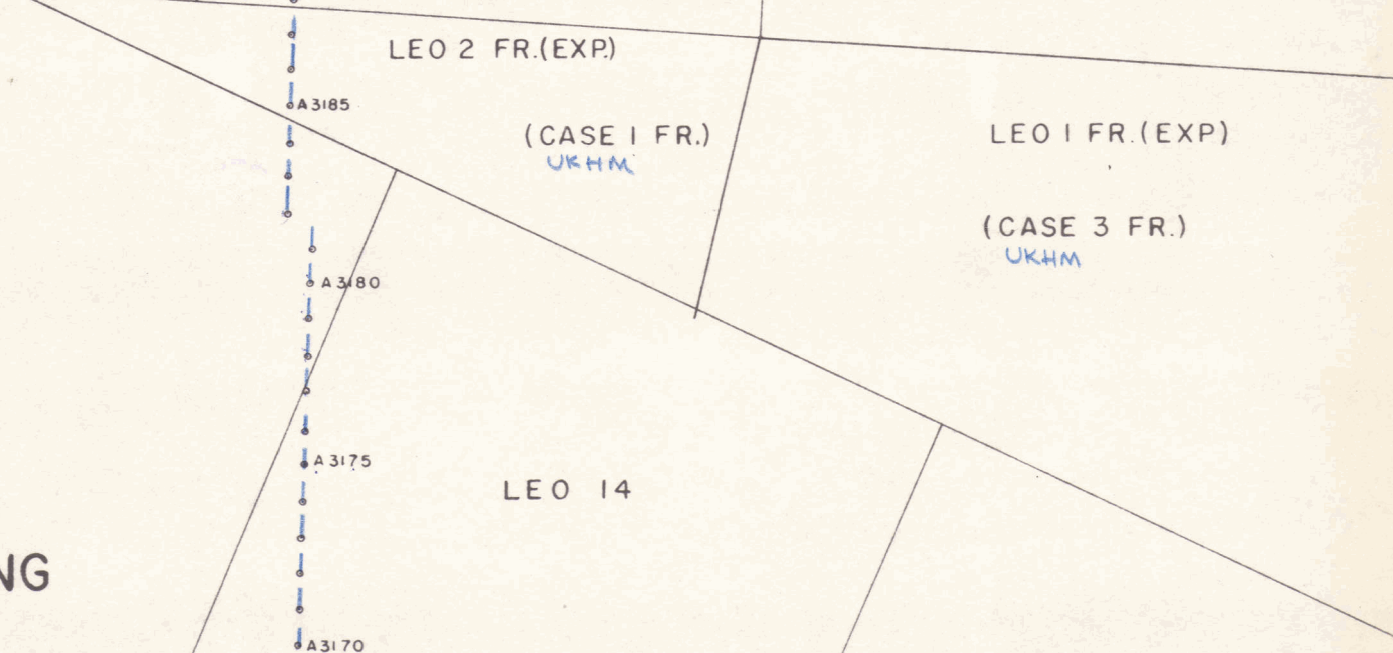 LEO 2 FR.(EXP.)
A3185
(CASE 1 FR.)
UKHM
LEO 1 FR.(EXP)
(CASE 3 FR.)
UKHM
A3180
A3175
LEO 14
NG
A3170